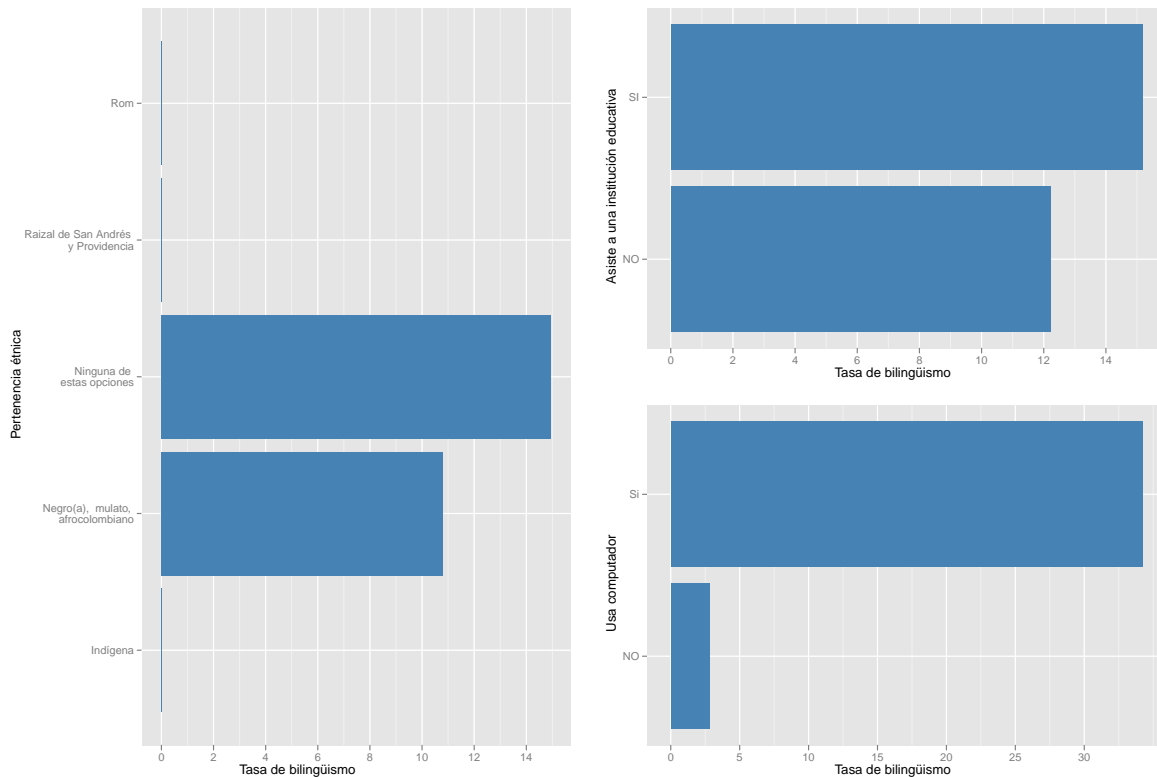 Pertenencia étnica
Rom
Raizal de San Andrés
y Providencia
Ninguna de
estas opciones
Negro(a), mulato,
afrocolombiano
Indígena
0 2 4 6 8 10 12 14
Tasa de bilingüismo
Asiste a una institución educativa
SI
NO
0 2 4 6 8 10 12 14
Tasa de bilingüismo
Usa computador
Si
NO
0 5 10 15 20 25 30
Tasa de bilingüismo